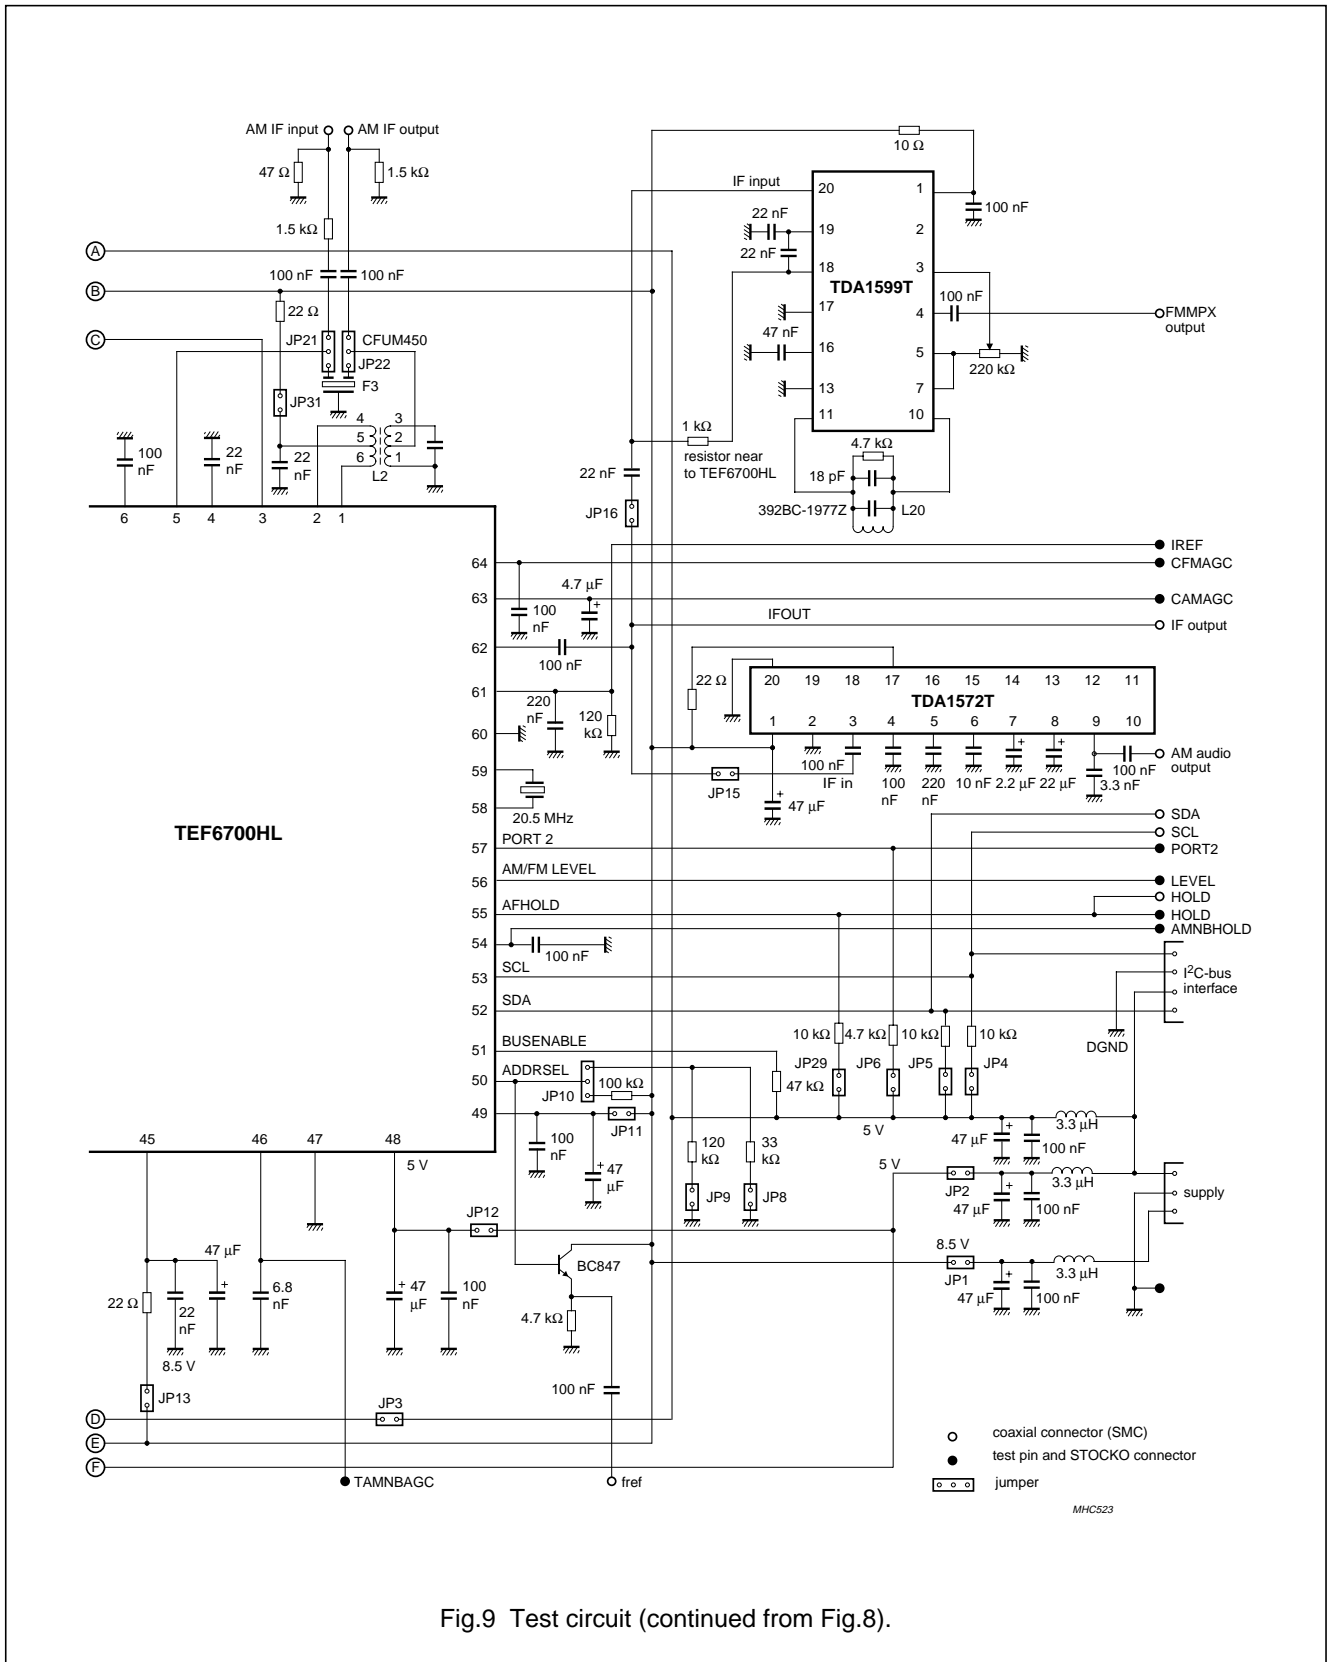 AM IF input AM IF output
47 Ω 1.5 kΩ
1.5 kΩ
100 nF 100 nF
A
B
C
22 Ω
JP21 CFUM450
JP22
F3
JP31
4 3
5 2
6 1
L2
100 nF
22 nF
22 nF
6 5 4 3 2 1
10 Ω
IF input
20 1
100 nF
22 nF
19 2
22 nF
18 3
TDA1599T
100 nF
17 4
FMMPX output
47 nF
16 5
220 kΩ
13 7
11 10
1 kΩ
resistor near to TEF6700HL
4.7 kΩ
18 pF
392BC-1977Z L20
22 nF
JP16
IREF
64 CFMAGC
4.7 µF
+
63 CAMAGC
100 nF
IFOUT
IF output
62
100 nF
22 Ω
20 19 18 17 16 15 14 13 12 11
TDA1572T
1 2 3 4 5 6 7 8 9 10
61
220 nF
120 kΩ
60
100 nF
IF in
100 nF
220 nF
10 nF
+
2.2 µF
+
22 µF
100 nF
3.3 nF
AM audio output
JP15
+
47 µF
59
58
20.5 MHz
TEF6700HL
SDA
SCL
57 PORT 2 PORT2
56 AM/FM LEVEL LEVEL
HOLD
55 AFHOLD HOLD
AMNBHOLD
54
100 nF
53 SCL
I2C-bus interface
52 SDA
DGND
10 kΩ 4.7 kΩ 10 kΩ 10 kΩ
JP29 JP6 JP5 JP4
51 BUSENABLE
47 kΩ
50 ADDRSEL
100 kΩ
JP10
49
JP11
100 nF
+
47 µF
120 kΩ
33 kΩ
JP9 JP8
5 V
3.3 µH
47 µF
+
100 nF
5 V
JP2
3.3 µH
47 µF
+
100 nF
supply
8.5 V
JP1
3.3 µH
47 µF
+
100 nF
45 46 47 48
5 V
JP12
47 µF
+
22 Ω
22 nF
6.8 nF
+
47 µF
100 nF
BC847
4.7 kΩ
8.5 V
JP13
100 nF
JP3
D
E
F
TAMNBAGC
fref
coaxial connector (SMC)
test pin and STOCKO connector
jumper
MHC523
Fig.9 Test circuit (continued from Fig.8).